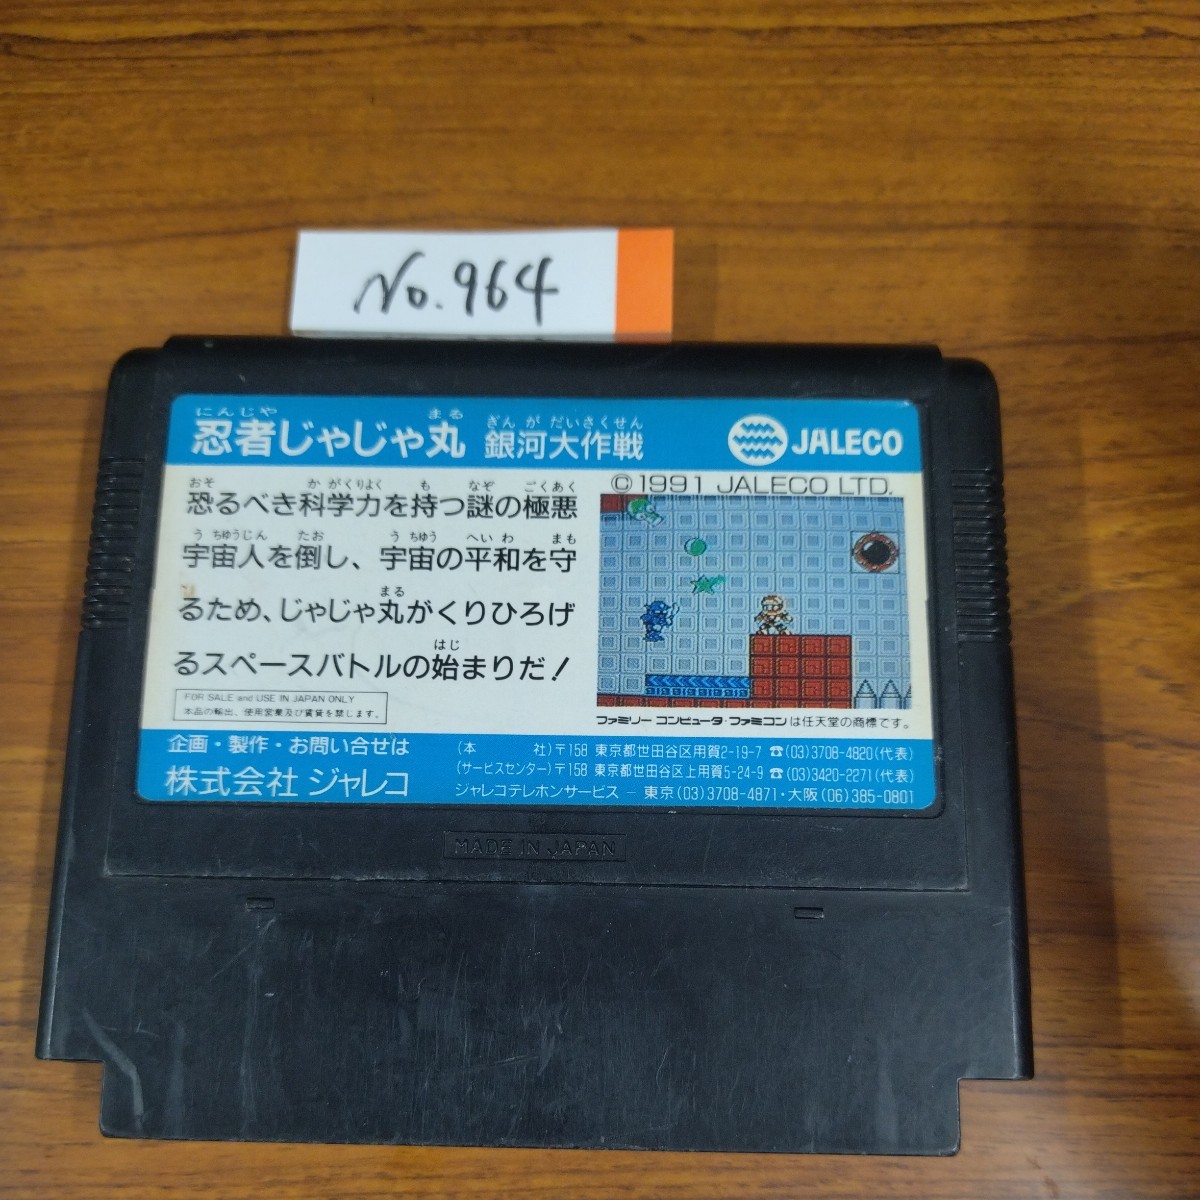 No.964
にんじゃ まる ぎん が だいさくせん
忍者じゃじゃ丸 銀河大作戦 JALECO
©1991 JALECO LTD.
おそ か がくりょく も なぞ ごくあく
恐るべき科学力を持つ謎の極悪
う ちゅうじん たお う ちゅう へい わ まも
宇宙人を倒し、宇宙の平和を守
まる
るため、じゃじゃ丸がくりひろげ
はじ
るスペースバトルの始まりだ!
FOR SALE and USE IN JAPAN ONLY
本品の輸出、使用営業及び賃貸を禁じます。
ファミリーコンピュータ・ファミコンは任天堂の商標です。
企画・製作・お問い合せは
株式会社 ジャレコ
(本 社)〒158 東京都世田谷区用賀2-19-7 ☎(03)3708-4820(代表)
(サービスセンター)〒158 東京都世田谷区上用賀5-24-9 ☎(03)3420-2271(代表)
ジャレコテレホンサービス − 東京(03)3708-4871・大阪(06)385-0801
MADE IN JAPAN